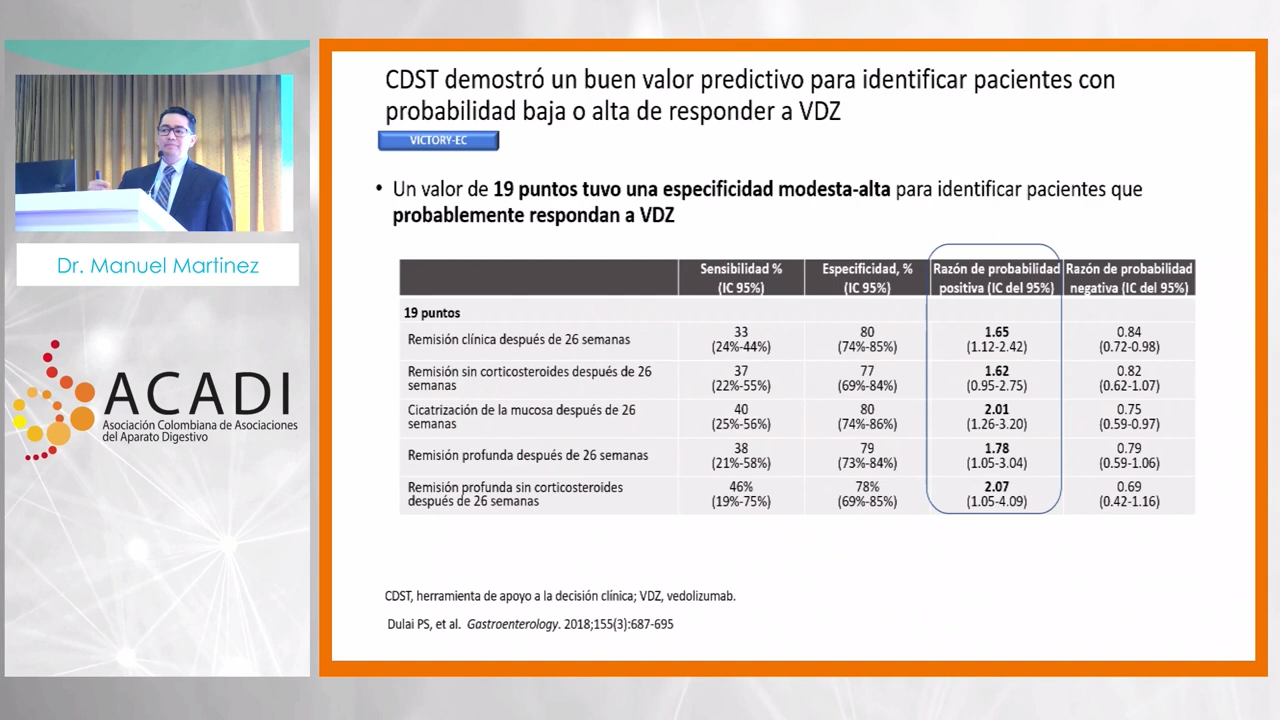 CDST demostró un buen valor predictivo para identificar pacientes con
probabilidad baja o alta de responder a VDZ
VICTORY-EC
• Un valor de 19 puntos tuvo una especificidad modesta-alta para identificar pacientes que
probablemente respondan a VDZ
Sensibilidad % (IC 95%)
Especificidad, % (IC 95%)
Razón de probabilidad positiva (IC del 95%)
Razón de probabilidad negativa (IC del 95%)
19 puntos
Remisión clínica después de 26 semanas
33 (24%-44%)
80 (74%-85%)
1.65 (1.12-2.42)
0.84 (0.72-0.98)
Remisión sin corticosteroides después de 26 semanas
37 (22%-55%)
77 (69%-84%)
1.62 (0.95-2.75)
0.82 (0.62-1.07)
Cicatrización de la mucosa después de 26 semanas
40 (25%-56%)
80 (74%-86%)
2.01 (1.26-3.20)
0.75 (0.59-0.97)
Remisión profunda después de 26 semanas
38 (21%-58%)
79 (73%-84%)
1.78 (1.05-3.04)
0.79 (0.59-1.06)
Remisión profunda sin corticosteroides después de 26 semanas
46% (19%-75%)
78% (69%-85%)
2.07 (1.05-4.09)
0.69 (0.42-1.16)
CDST, herramienta de apoyo a la decisión clínica; VDZ, vedolizumab.
Dulai PS, et al. Gastroenterology. 2018;155(3):687-695
Dr. Manuel Martinez
ACADI
Asociación Colombiana de Asociaciones
del Aparato Digestivo